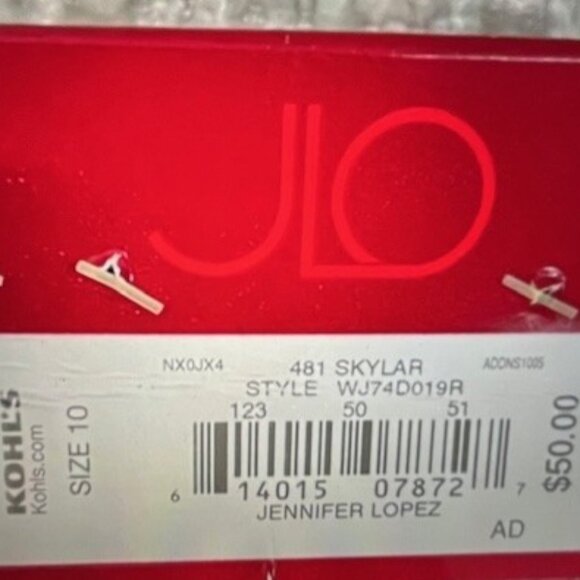 JLO
NX0JX4 481 SKYLAR ADDNS1005
STYLE WJ74D019R
123 50 51
6 14015 07872 7
JENNIFER LOPEZ
AD
KOHL'S
Kohls.com
SIZE 10
$50.00